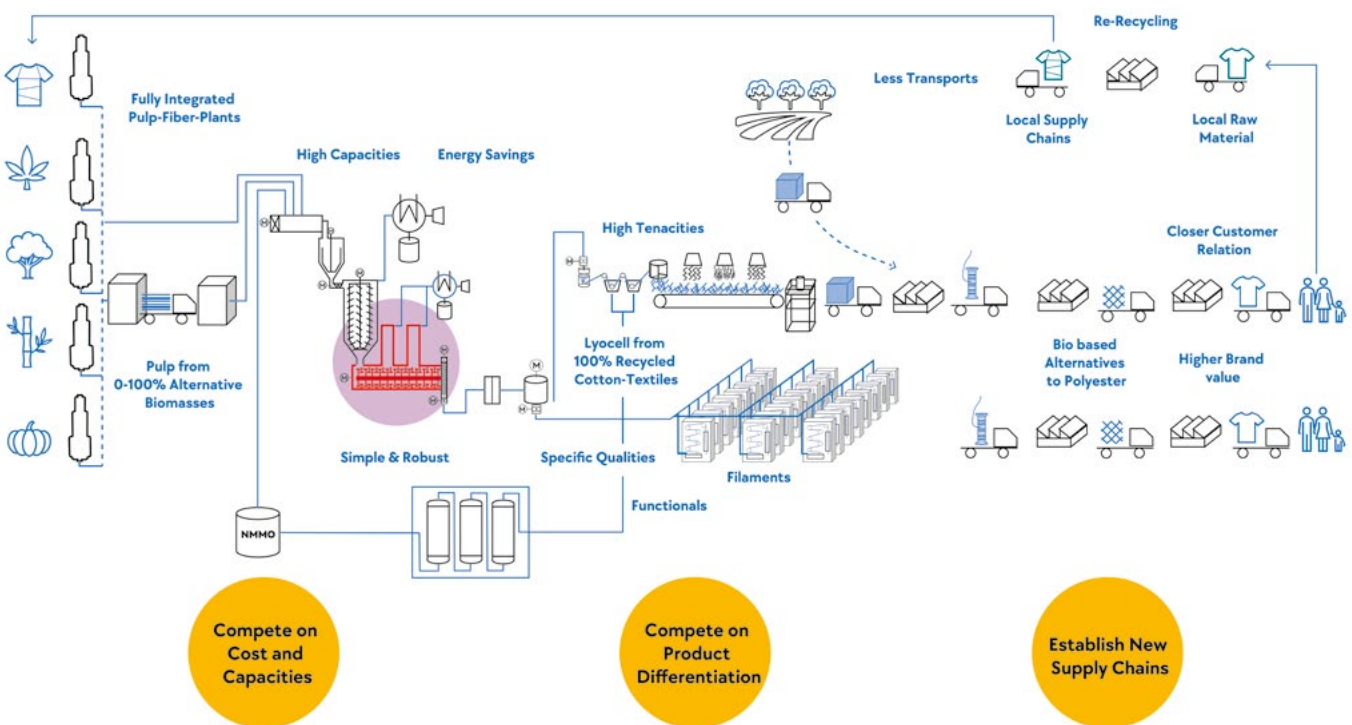 Re-Recycling
Less Transports
Fully Integrated
Pulp-Fiber-Plants
Local Supply
Chains
Local Raw
Material
High Capacities
Energy Savings
High Tenacities
Closer Customer
Relation
Pulp from
0-100% Alternative
Biomasses
Lyocell from
100% Recycled
Cotton-Textiles
Bio based
Alternatives
to Polyester
Higher Brand
value
Simple & Robust
Specific Qualities
Filaments
Functionals
NMMO
M
M
M
M
M
M
M
M
M
Compete on
Cost and
Capacities
Compete on
Product
Differentiation
Establish New
Supply Chains